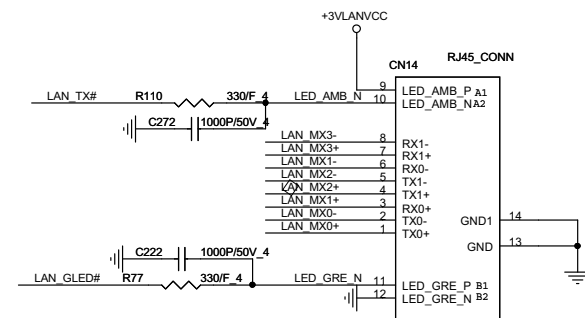 +3VLANVCC
CN14 RJ45_CONN
LAN_TX# R110 330/F_4 LED_AMB_N 9 LED_AMB_P A1
10 LED_AMB_N A2
C272 1000P/50V_4
LAN_MX3- 8 RX1-
LAN_MX3+ 7 RX1+
LAN_MX1- 6 RX0-
LAN_MX2- 5 TX1-
LAN_MX2+ 4 TX1+
LAN_MX1+ 3 RX0+
LAN_MX0- 2 TX0- GND1 14
LAN_MX0+ 1 TX0+
GND 13
C222 1000P/50V_4
LAN_GLED# R77 330/F_4 LED_GRE_N 11 LED_GRE_P B1
12 LED_GRE_N B2